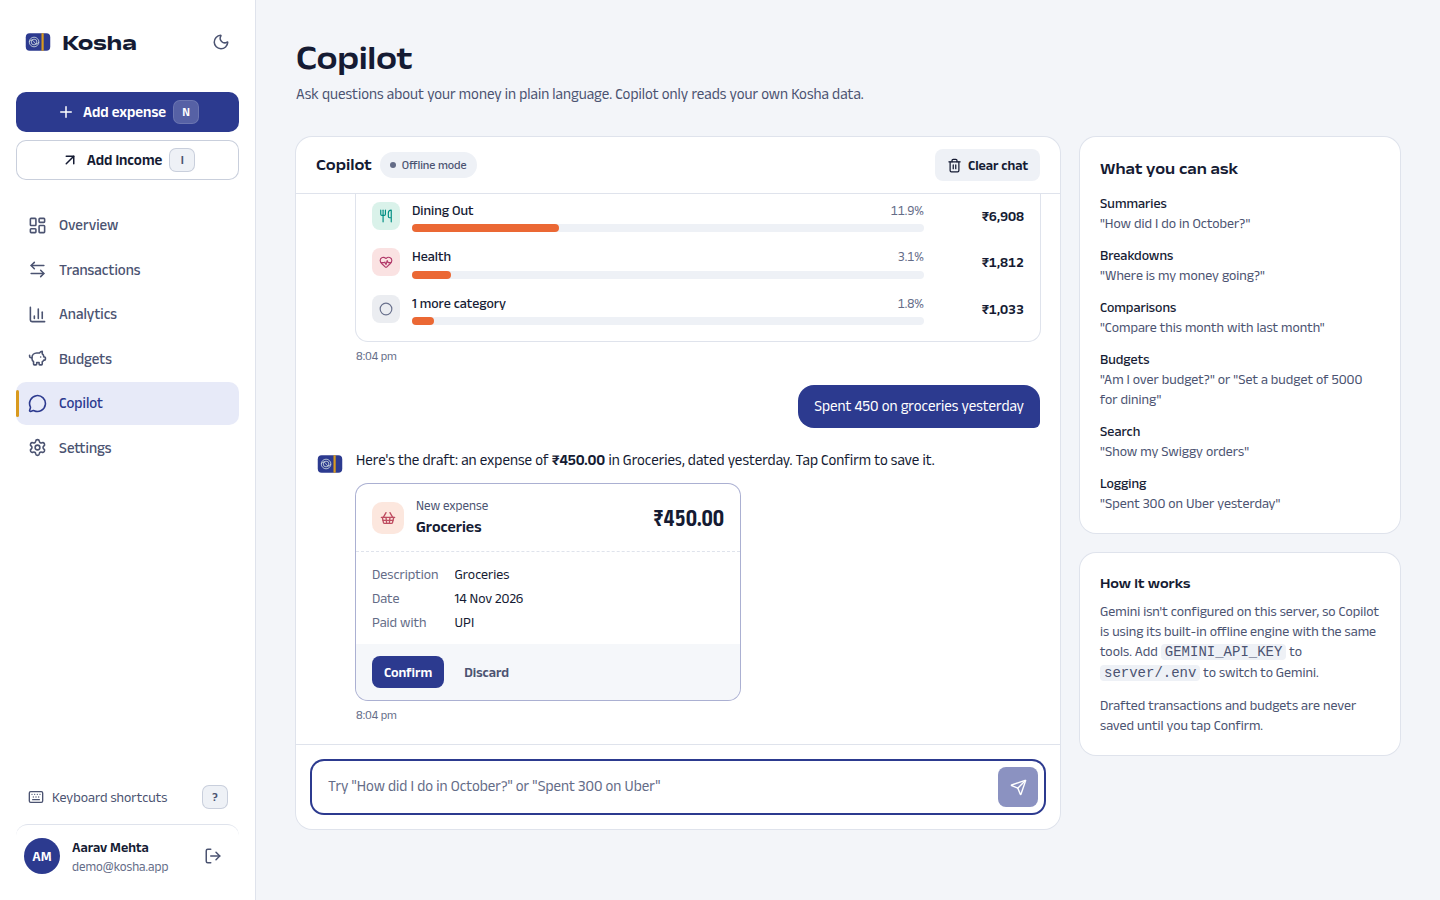 Kosha
Add expense N
Add Income I
Overview
Transactions
Analytics
Budgets
Copilot
Settings
Keyboard shortcuts ?
AM
Aarav Mehta
demo@kosha.app
Copilot
Ask questions about your money in plain language. Copilot only reads your own Kosha data.
Copilot Offline mode Clear chat
Dining Out 11.9% ₹6,908
Health 3.1% ₹1,812
1 more category 1.8% ₹1,033
8:04 pm
Spent 450 on groceries yesterday
Here's the draft: an expense of ₹450.00 in Groceries, dated yesterday. Tap Confirm to save it.
New expense
Groceries
₹450.00
Description Groceries
Date 14 Nov 2026
Paid with UPI
Confirm Discard
8:04 pm
Try "How did I do in October?" or "Spent 300 on Uber"
What you can ask
Summaries
"How did I do in October?"
Breakdowns
"Where is my money going?"
Comparisons
"Compare this month with last month"
Budgets
"Am I over budget?" or "Set a budget of 5000
for dining"
Search
"Show my Swiggy orders"
Logging
"Spent 300 on Uber yesterday"
How it works
Gemini isn't configured on this server, so Copilot
is using its built-in offline engine with the same
tools. Add GEMINI_API_KEY to
server/.env to switch to Gemini.
Drafted transactions and budgets are never
saved until you tap Confirm.